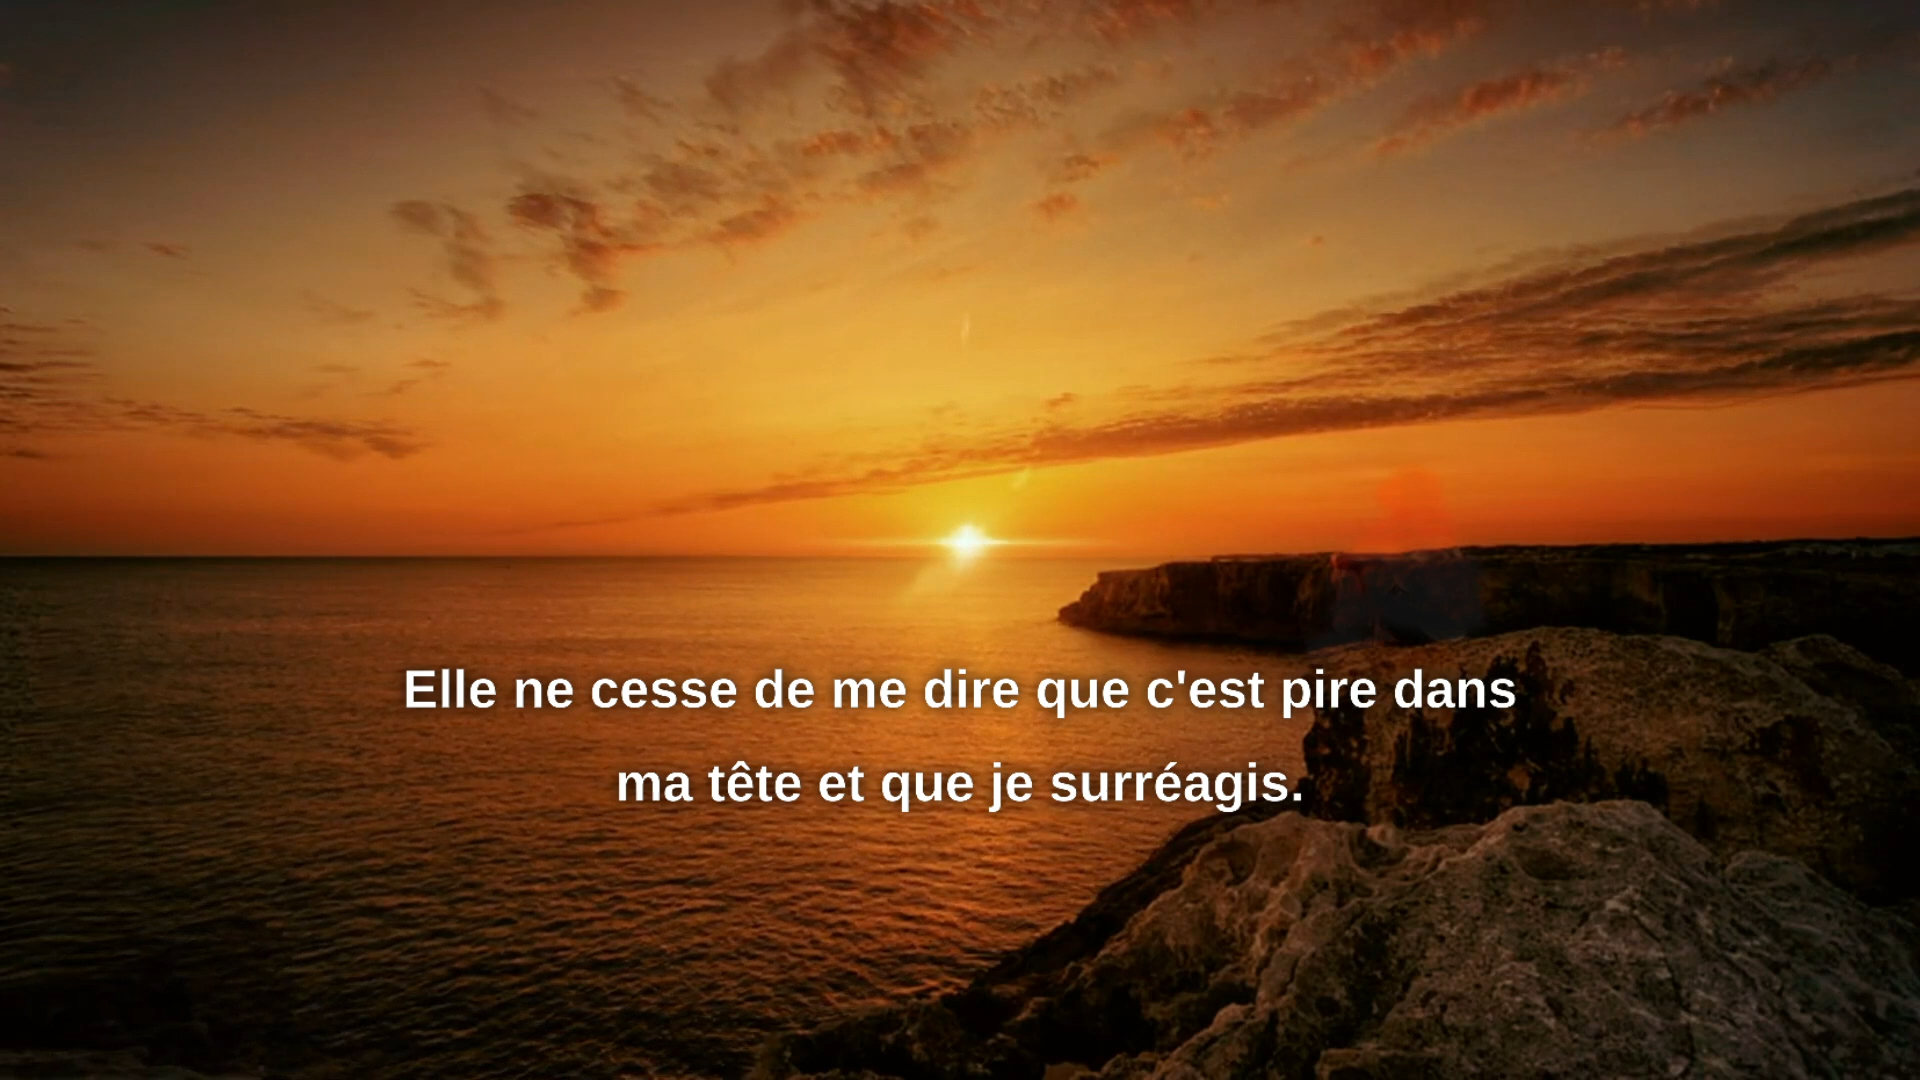 Elle ne cesse de me dire que c'est pire dans
ma tête et que je surréagis.